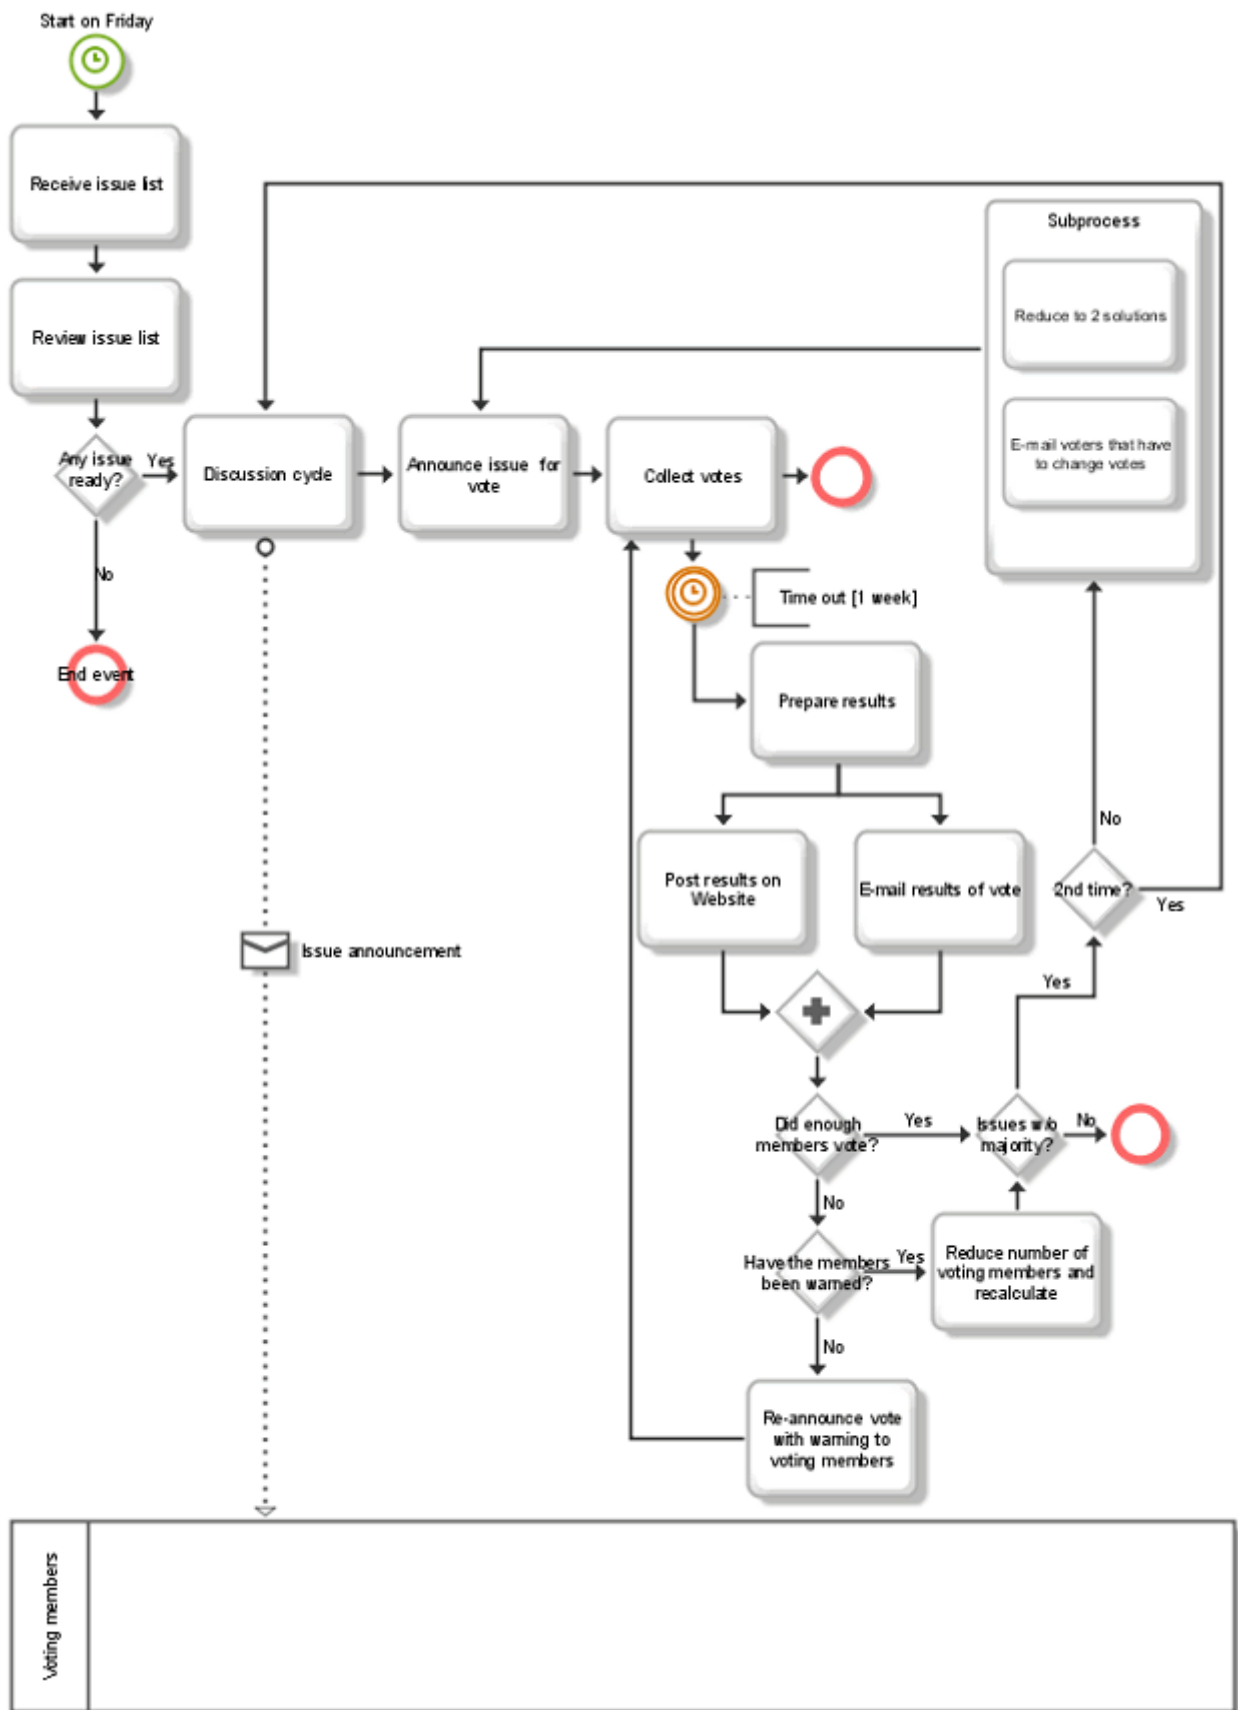 Start on Friday
Receive issue list
Subprocess
Reduce to 2 solutions
Review issue list
E-mail voters that have
to change votes
Any issue
ready?
Yes
Discussion cycle
Announce issue for
vote
Collect votes
No
Time out [1 week]
End event
Prepare results
No
Post results on
Website
E-mail results of vote
2nd time?
Yes
Issue announcement
Yes
Did enough
members vote?
Yes
Issues w/o
majority?
No
No
Have the members
been warned?
Yes
Reduce number of
voting members and
recalculate
No
Re-announce vote
with warning to
voting members
Voting members